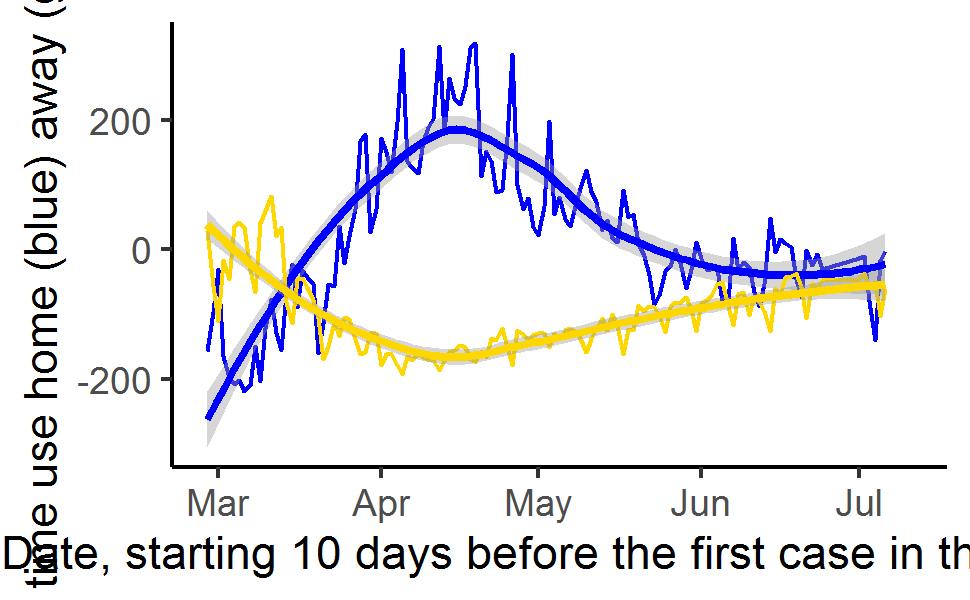 time use home (blue) away (
200
0
-200
Mar Apr May Jun Jul
Date, starting 10 days before the first case in th